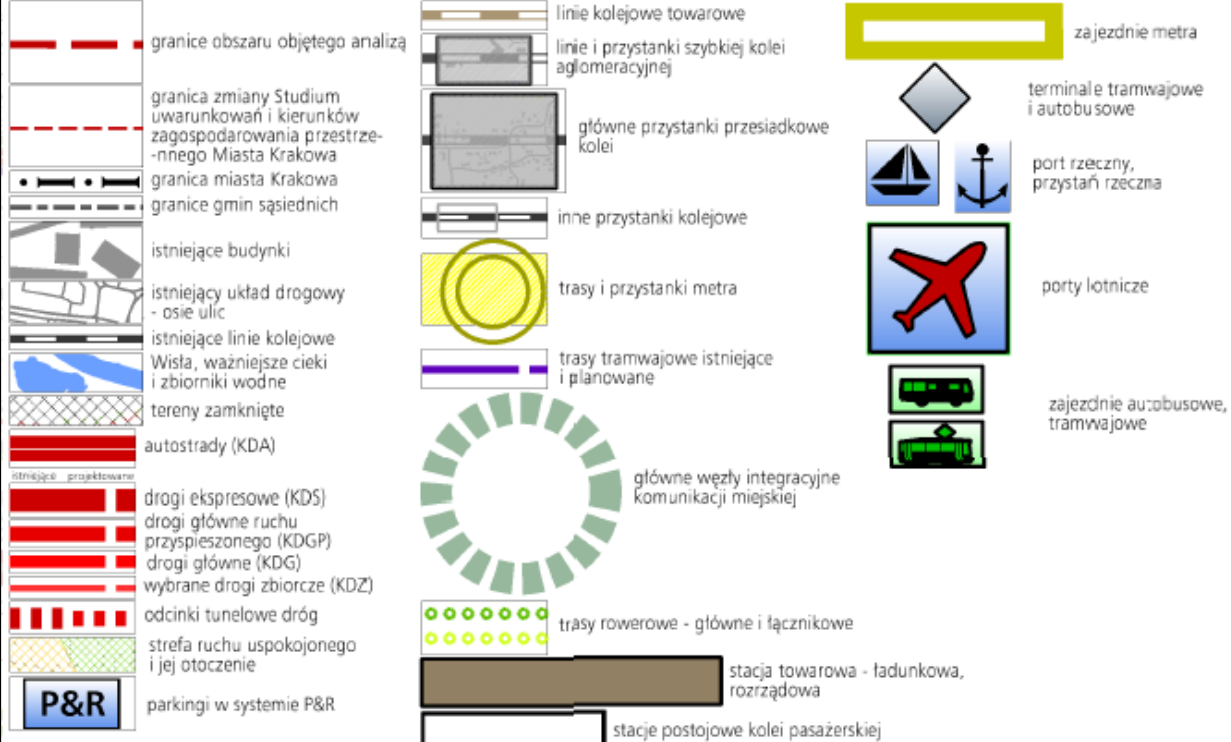 granice obszaru objętego analizą
granica zmiany Studium
uwarunkowań i kierunków
zagospodarowania przestrze-
-nnego Miasta Krakowa
granica miasta Krakowa
granice gmin sąsiednich
istniejące budynki
istniejący układ drogowy
- osie ulic
istniejące linie kolejowe
Wisła, ważniejsze cieki
i zbiorniki wodne
tereny zamknięte
autostrady (KDA)
istniejące projektowane
drogi ekspresowe (KDS)
drogi główne ruchu
przyspieszonego (KDGP)
drogi główne (KDG)
wybrane drogi zbiorcze (KDZ)
odcinki tunelowe dróg
strefa ruchu uspokojonego
i jej otoczenie
P&R
parkingi w systemie P&R
linie kolejowe towarowe
linie i przystanki szybkiej kolei
aglomeracyjnej
główne przystanki przesiadkowe
kolei
inne przystanki kolejowe
trasy i przystanki metra
trasy tramwajowe istniejące
i planowane
główne węzły integracyjne
komunikacji miejskiej
trasy rowerowe - główne i łącznikowe
stacja towarowa - ładunkowa,
rozrządowa
stacje postojowe kolei pasażerskiej
zajezdnie metra
terminale tramwajowe
i autobusowe
port rzeczny,
przystań rzeczna
porty lotnicze
zajezdnie autobusowe,
tramwajowe